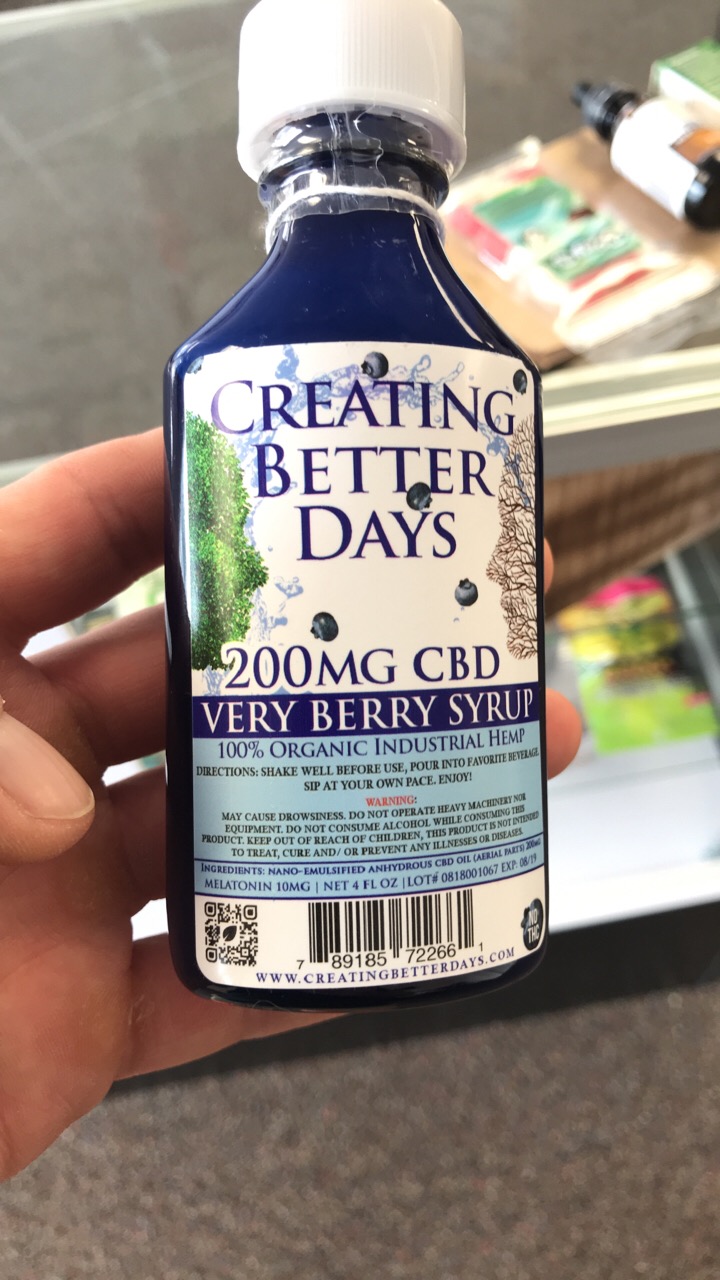 CREATING
BETTER
DAYS
200MG CBD
VERY BERRY SYRUP
100% ORGANIC INDUSTRIAL HEMP
DIRECTIONS: SHAKE WELL BEFORE USE, POUR INTO FAVORITE BEVERAGE.
SIP AT YOUR OWN PACE. ENJOY!
WARNING:
MAY CAUSE DROWSINESS. DO NOT OPERATE HEAVY MACHINERY NOR
EQUIPMENT. DO NOT CONSUME ALCOHOL WHILE CONSUMING THIS
PRODUCT. KEEP OUT OF REACH OF CHILDREN, THIS PRODUCT IS NOT INTENDED
TO TREAT, CURE AND/ OR PREVENT ANY ILLNESSES OR DISEASES.
INGREDIENTS: NANO-EMULSIFIED ANHYDROUS CBD OIL (AERIAL PARTS) 200MG
MELATONIN 10MG | NET 4 FL OZ | LOT# 0818001067 EXP: 08/19
NO
THC
7 89185 72266 1
WWW.CREATINGBETTERDAYS.COM